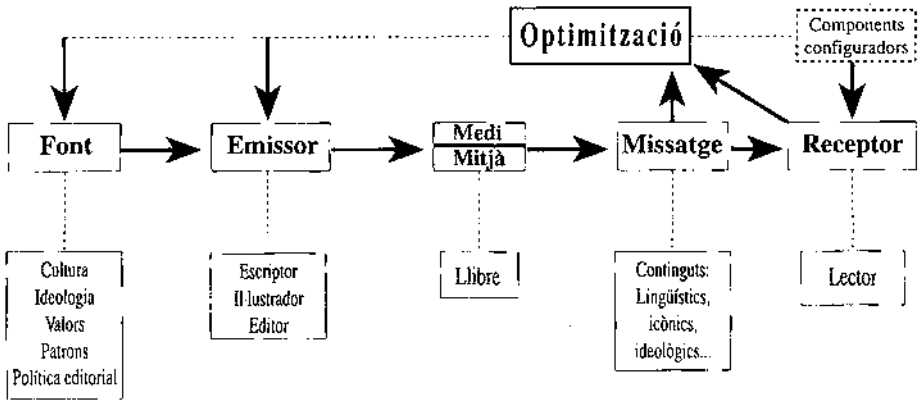 Optimització
Components
configuradors
Font
Emissor
Medi
Mitjà
Missatge
Receptor
Cultura
Ideologia
Valors
Patrons
Política editorial
Escriptor
Il·lustrador
Editor
Llibre
Continguts:
Lingüístics,
icònics,
ideològics...
Lector